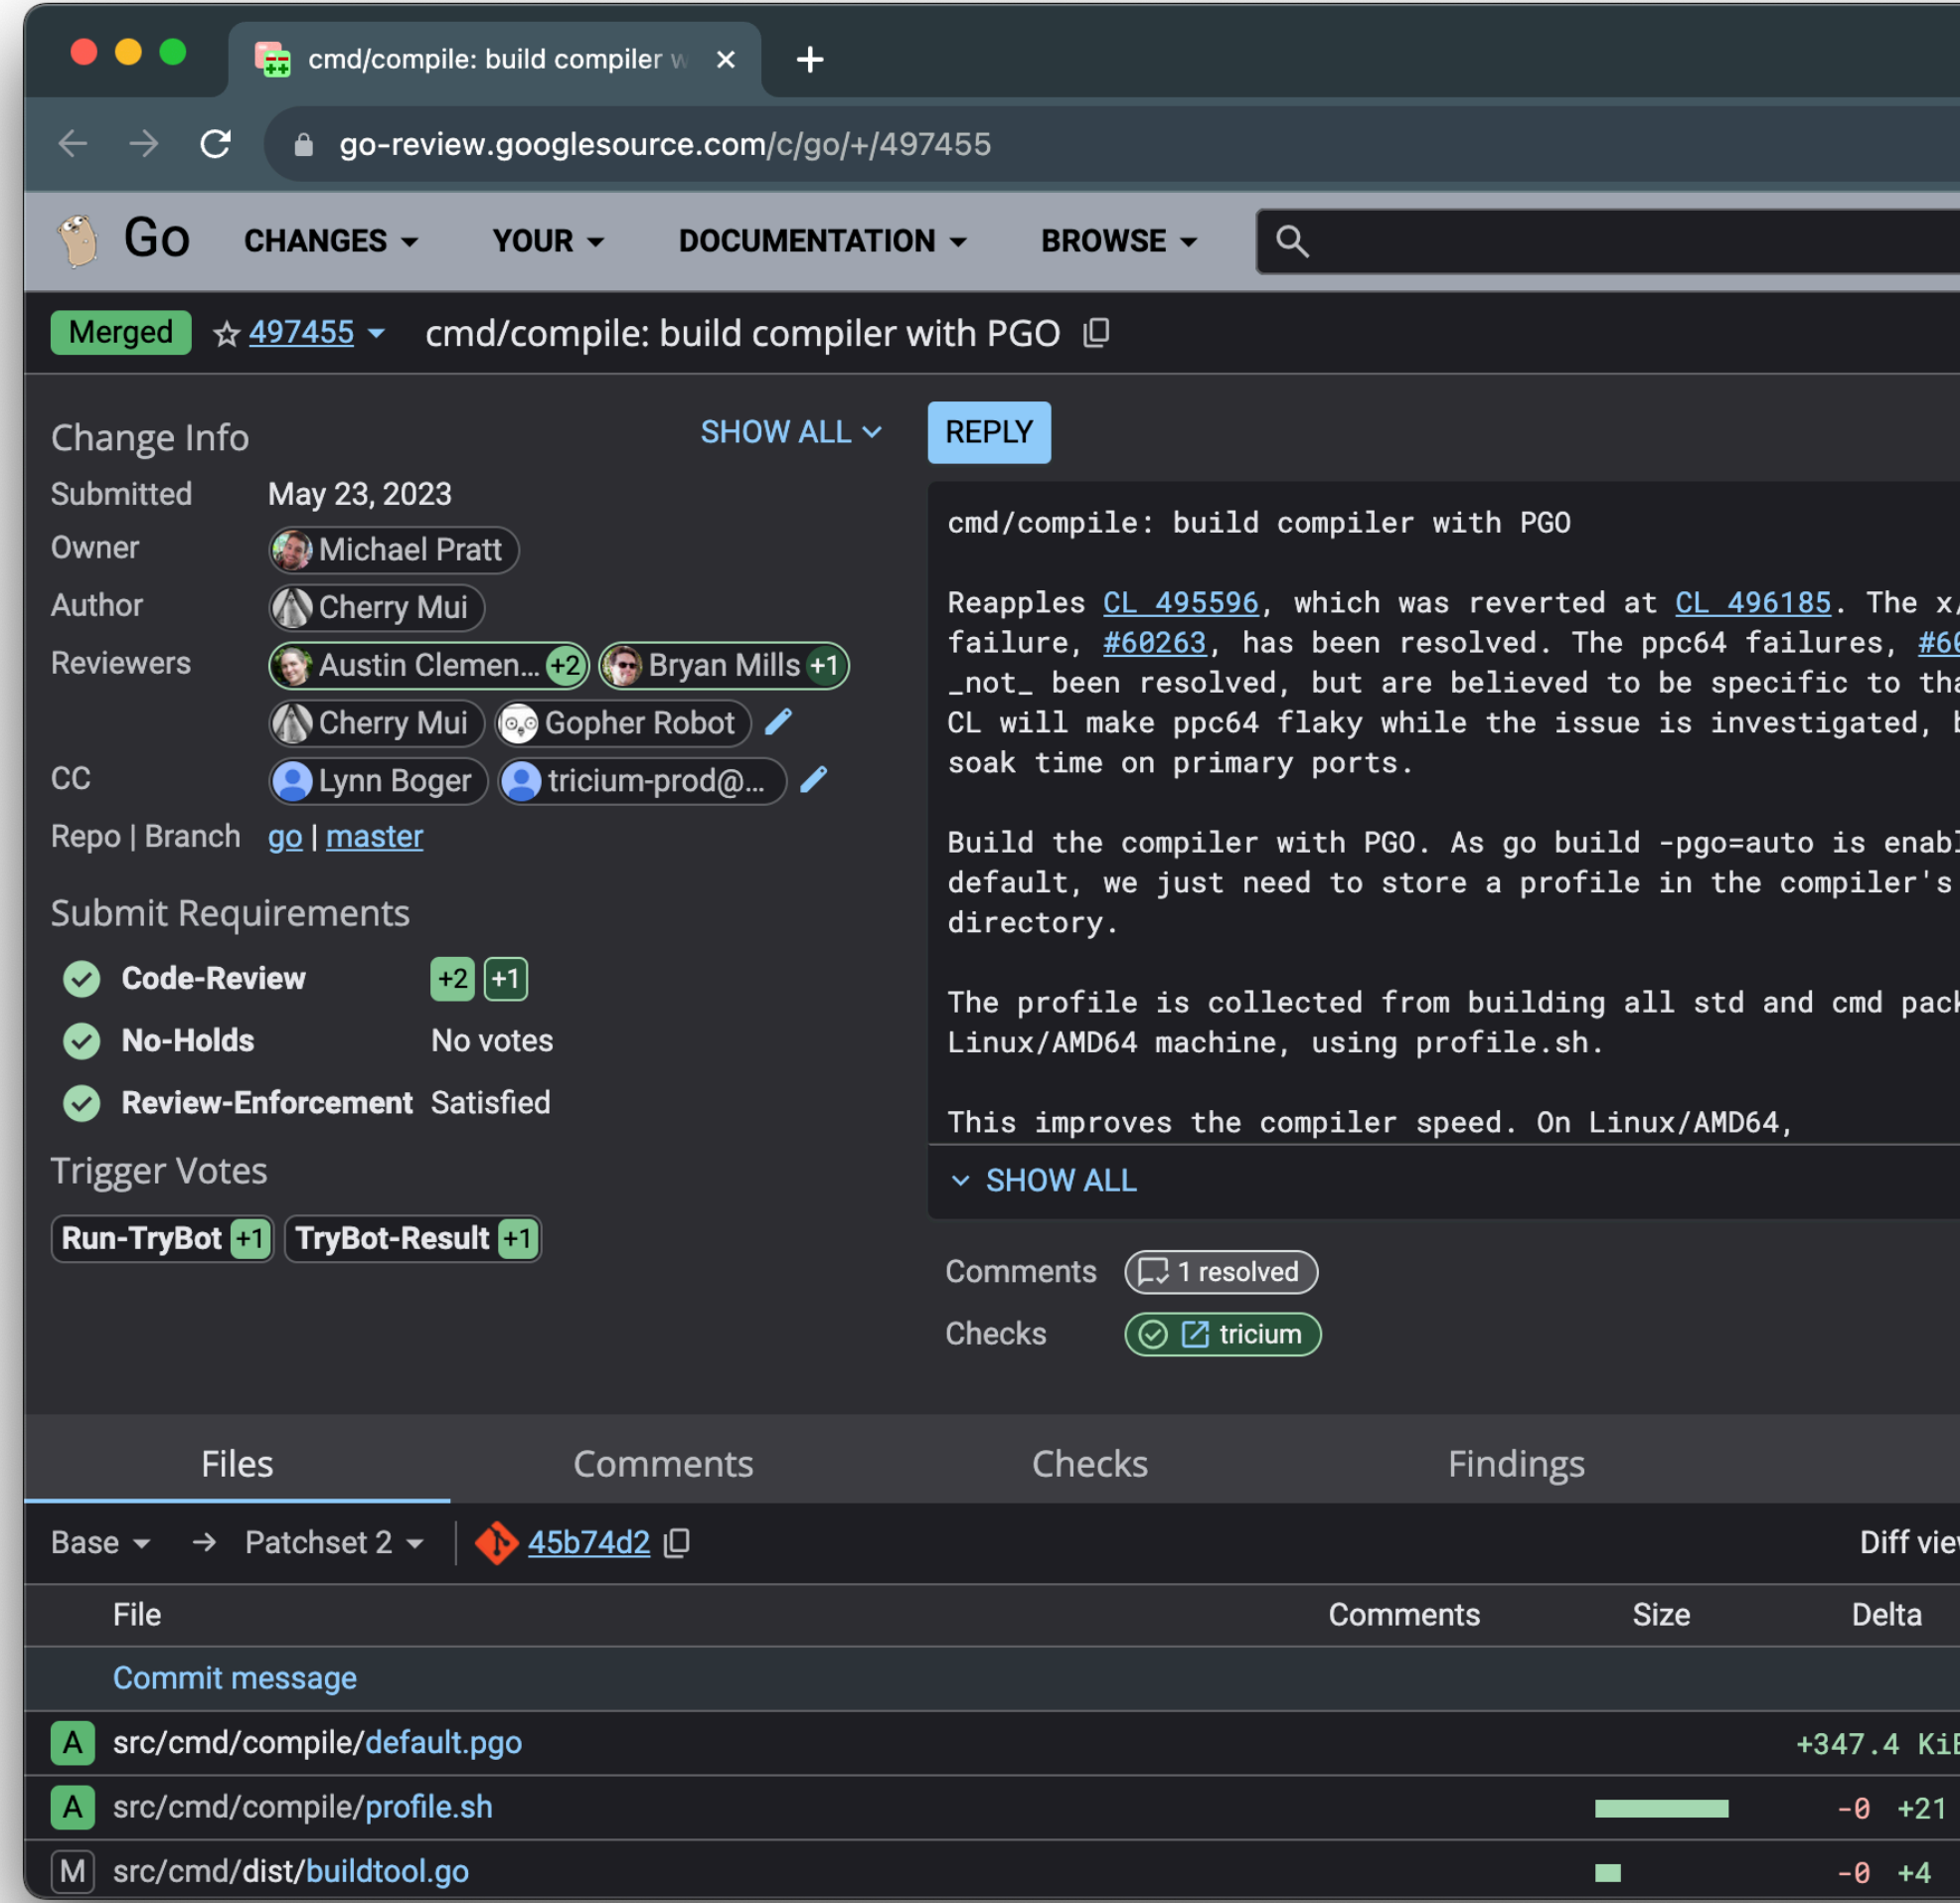 cmd/compile: build compiler w
go-review.googlesource.com/c/go/+/497455
Go CHANGES YOUR DOCUMENTATION BROWSE
Merged 497455 cmd/compile: build compiler with PGO
Change Info SHOW ALL
Submitted May 23, 2023
Owner Michael Pratt
Author Cherry Mui
Reviewers Austin Clemen... +2 Bryan Mills +1
Cherry Mui Gopher Robot
CC Lynn Boger tricium-prod@...
Repo | Branch go | master
Submit Requirements
Code-Review +2 +1
No-Holds No votes
Review-Enforcement Satisfied
Trigger Votes
Run-TryBot +1 TryBot-Result +1
REPLY
cmd/compile: build compiler with PGO
Reapples CL 495596, which was reverted at CL 496185. The x/
failure, #60263, has been resolved. The ppc64 failures, #6
_not_ been resolved, but are believed to be specific to tha
CL will make ppc64 flaky while the issue is investigated, b
soak time on primary ports.
Build the compiler with PGO. As go build -pgo=auto is enabl
default, we just need to store a profile in the compiler's
directory.
The profile is collected from building all std and cmd pack
Linux/AMD64 machine, using profile.sh.
This improves the compiler speed. On Linux/AMD64,
SHOW ALL
Comments 1 resolved
Checks tricium
Files Comments Checks Findings
Base → Patchset 2 45b74d2 Diff vie
File Comments Size Delta
Commit message
A src/cmd/compile/default.pgo +347.4 KiB
A src/cmd/compile/profile.sh -0 +21
M src/cmd/dist/buildtool.go -0 +4